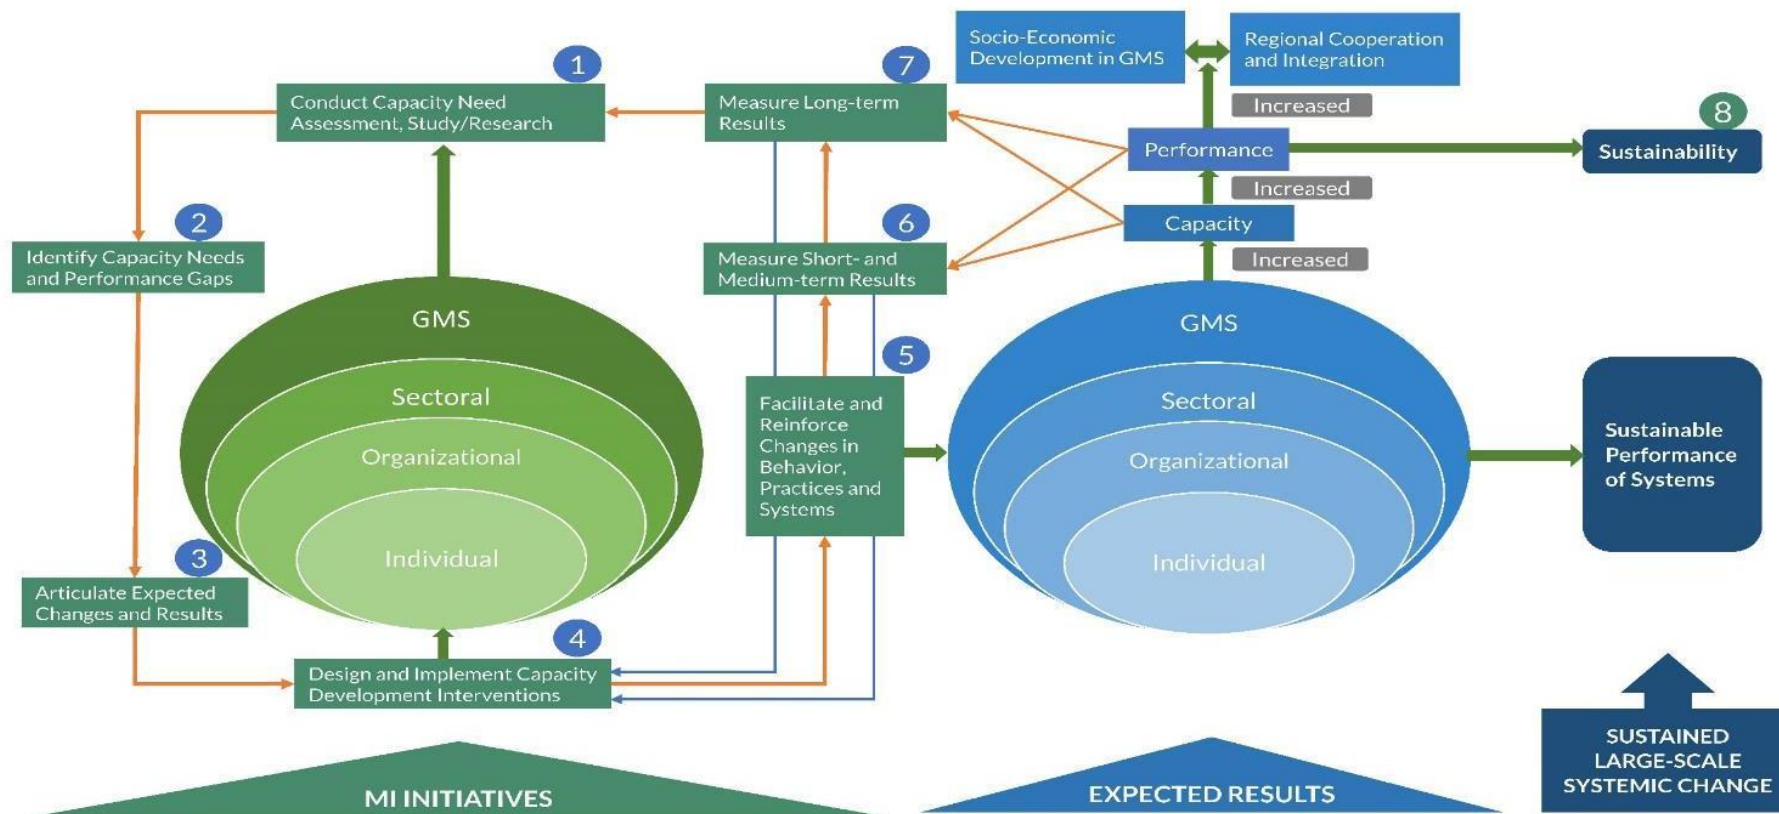 1
Conduct Capacity Need
Assessment, Study/Research
2
Identify Capacity Needs
and Performance Gaps
3
Articulate Expected
Changes and Results
4
Design and Implement Capacity
Development Interventions
GMS
Sectoral
Organizational
Individual
5
Facilitate and
Reinforce
Changes in
Behavior,
Practices and
Systems
6
Measure Short- and
Medium-term Results
7
Measure Long-term
Results
Socio-Economic
Development in GMS
Regional Cooperation
and Integration
Increased
Performance
Increased
Capacity
Increased
GMS
Sectoral
Organizational
Individual
8
Sustainability
Sustainable
Performance
of Systems
MI INITIATIVES
EXPECTED RESULTS
SUSTAINED
LARGE-SCALE
SYSTEMIC CHANGE